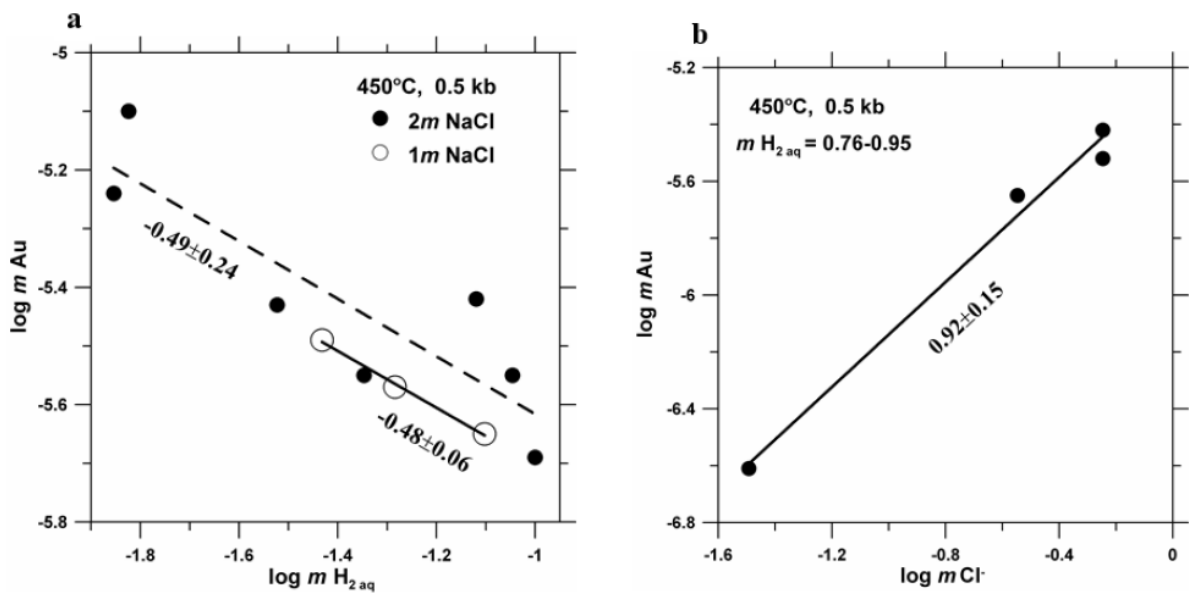 a
-5
450°C, 0.5 kb
2m NaCl
1m NaCl
-5.2
-0.49±0.24
log m Au
-5.4
-5.6
-0.48±0.06
-5.8
-1.8 -1.6 -1.4 -1.2 -1
log m H2 aq
b
-5.2
450°C, 0.5 kb
m H2 aq = 0.76-0.95
-5.6
log m Au
-6
0.92±0.15
-6.4
-6.8
-1.6 -1.2 -0.8 -0.4 0
log m Cl-